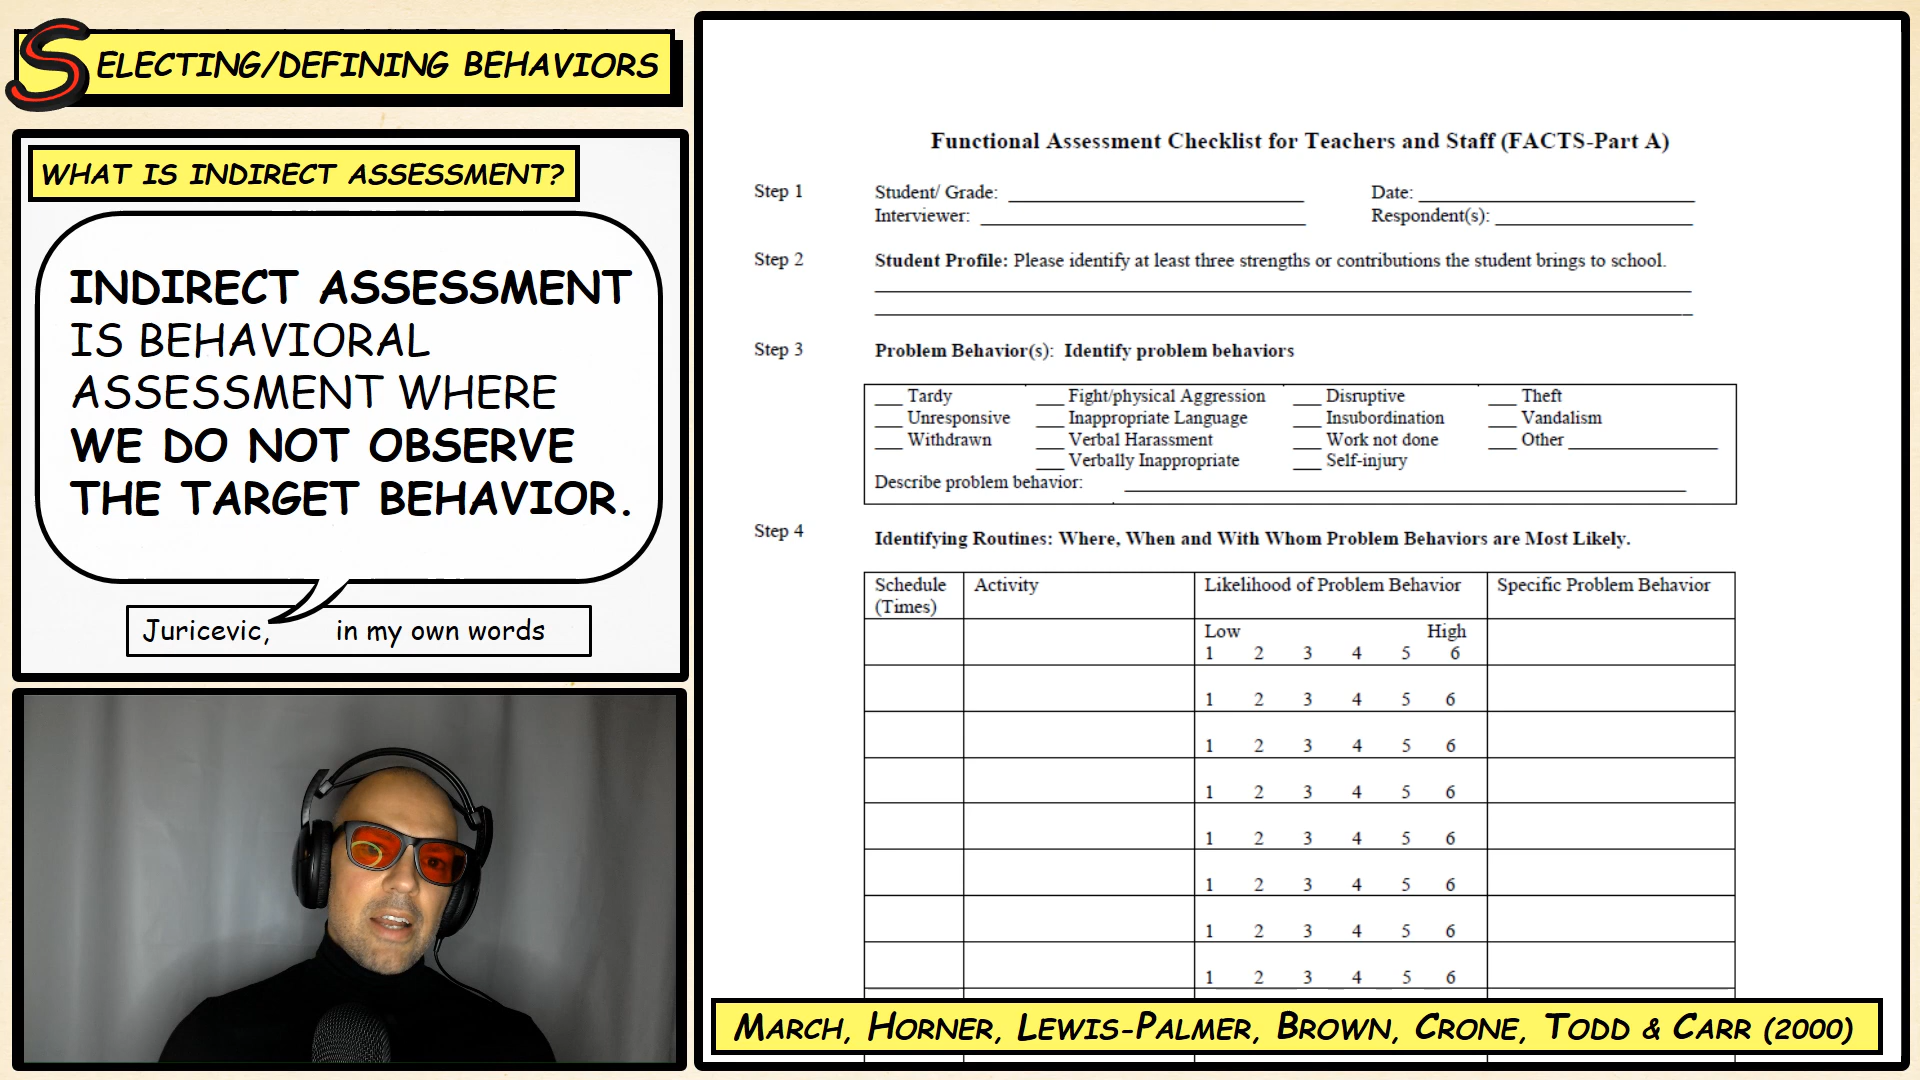 SELECTING/DEFINING BEHAVIORS
WHAT IS INDIRECT ASSESSMENT?
INDIRECT ASSESSMENT
IS BEHAVIORAL
ASSESSMENT WHERE
WE DO NOT OBSERVE
THE TARGET BEHAVIOR.
Juricevic, in my own words
Functional Assessment Checklist for Teachers and Staff (FACTS-Part A)
Step 1 Student/ Grade: Date:
Interviewer: Respondent(s):
Step 2 Student Profile: Please identify at least three strengths or contributions the student brings to school.
Step 3 Problem Behavior(s): Identify problem behaviors
Tardy Fight/physical Aggression Disruptive Theft
Unresponsive Inappropriate Language Insubordination Vandalism
Withdrawn Verbal Harassment Work not done Other
Verbally Inappropriate Self-injury
Describe problem behavior:
Step 4 Identifying Routines: Where, When and With Whom Problem Behaviors are Most Likely.
Schedule Activity Likelihood of Problem Behavior Specific Problem Behavior
(Times)
Low High
1 2 3 4 5 6
1 2 3 4 5 6
1 2 3 4 5 6
1 2 3 4 5 6
1 2 3 4 5 6
1 2 3 4 5 6
1 2 3 4 5 6
1 2 3 4 5 6
MARCH, HORNER, LEWIS-PALMER, BROWN, CRONE, TODD & CARR (2000)